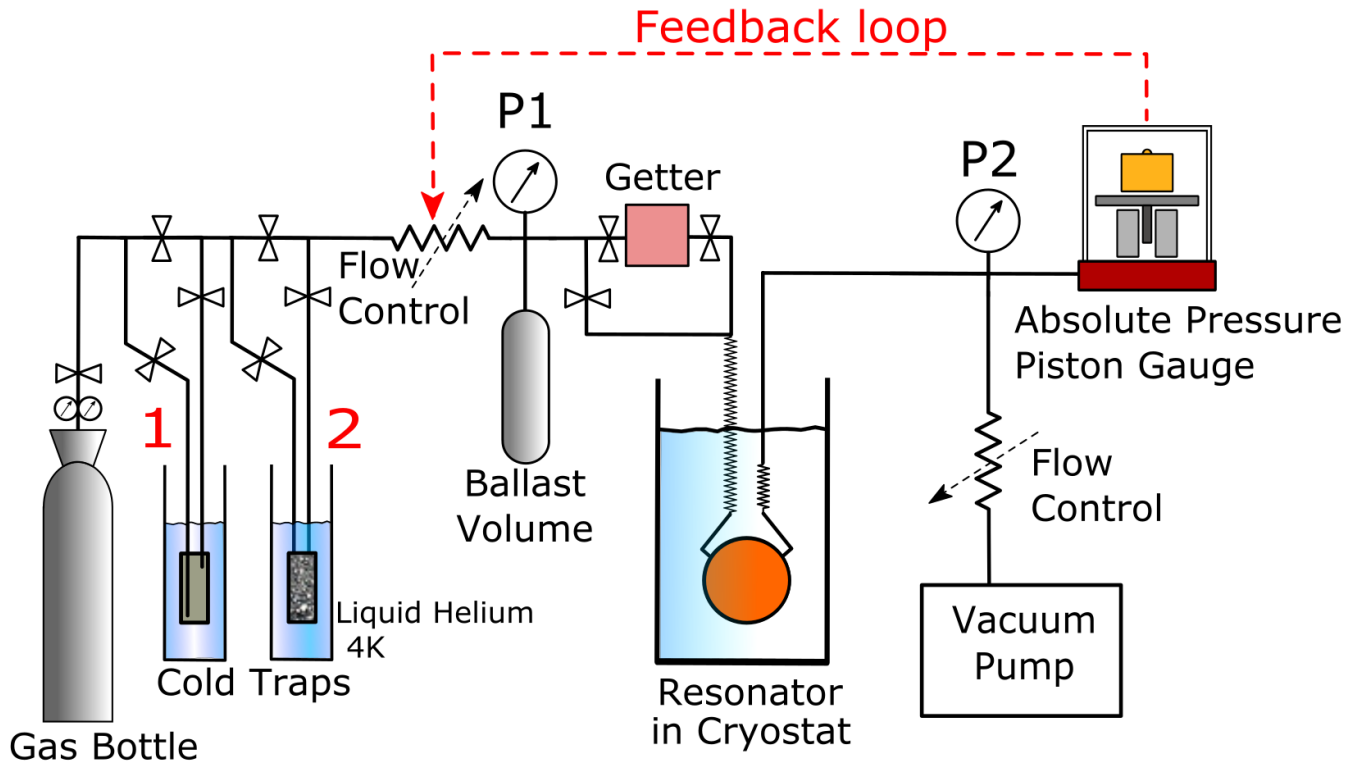 Feedback loop
P1
P2
Getter
Flow
Control
Absolute Pressure
Piston Gauge
1
2
Ballast
Volume
Flow
Control
Liquid Helium
4K
Cold Traps
Vacuum
Pump
Resonator
in Cryostat
Gas Bottle